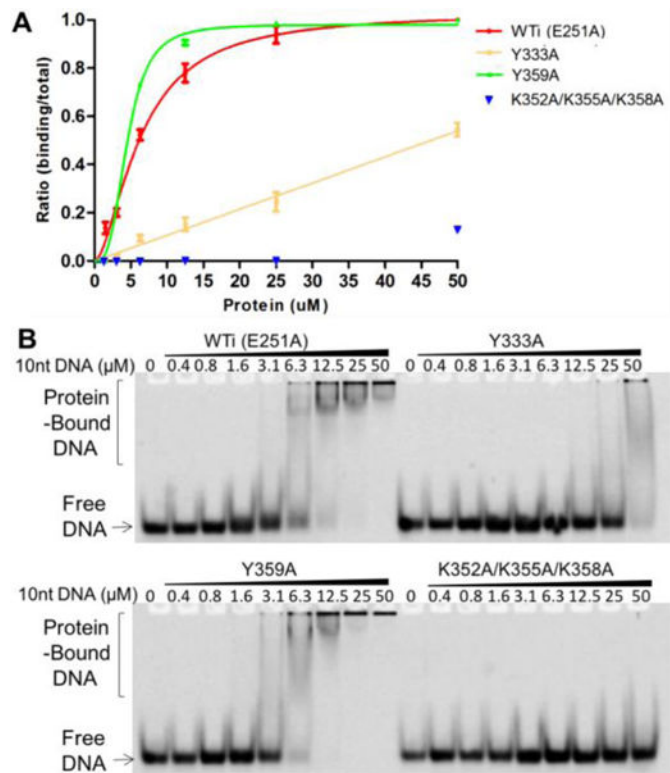 A
WTi (E251A)
Y333A
Y359A
K352A/K355A/K358A
Ratio (binding/total)
1.0
0.8
0.6
0.4
0.2
0.0
0 5 10 15 20 25 30 35 40 45 50
Protein (uM)
B
WTi (E251A) Y333A
10nt DNA (μM) 0 0.4 0.8 1.6 3.1 6.3 12.5 25 50 0 0.4 0.8 1.6 3.1 6.3 12.5 25 50
Protein
-Bound
DNA
Free
DNA →
Y359A K352A/K355A/K358A
10nt DNA (μM) 0 0.4 0.8 1.6 3.1 6.3 12.5 25 50 0 0.4 0.8 1.6 3.1 6.3 12.5 25 50
Protein
-Bound
DNA
Free
DNA →